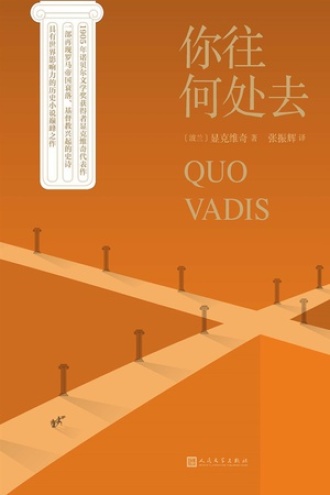 你往
何处去
〔波兰〕显克维奇 著 张振辉 译
QUO
VADIS
1905年诺贝尔文学奖获得者显克维奇代表作
一部再现罗马帝国衰落、基督教兴起的史诗
具有世界影响力的历史小说巅峰之作
人民文学出版社